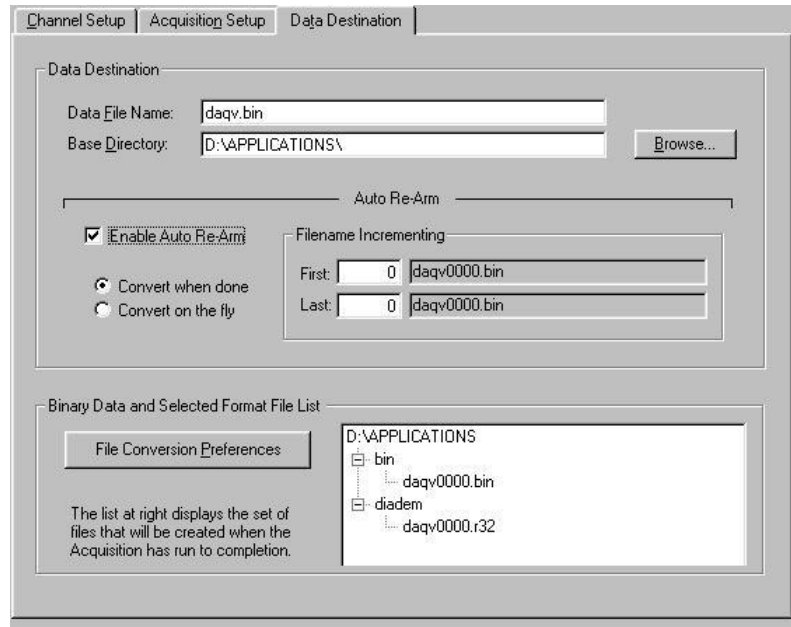 Channel Setup
Acquisition Setup
Data Destination
Data Destination
Data File Name: daqv.bin
Base Directory: D:\APPLICATIONS\ Browse...
Auto Re-Arm
Enable Auto Re-Arm
Filename Incrementing
Convert when done
Convert on the fly
First: 0 daqv0000.bin
Last: 0 daqv0000.bin
Binary Data and Selected Format File List
File Conversion Preferences
The list at right displays the set of
files that will be created when the
Acquisition has run to completion.
D:\APPLICATIONS
bin
daqv0000.bin
diadem
daqv0000.r32